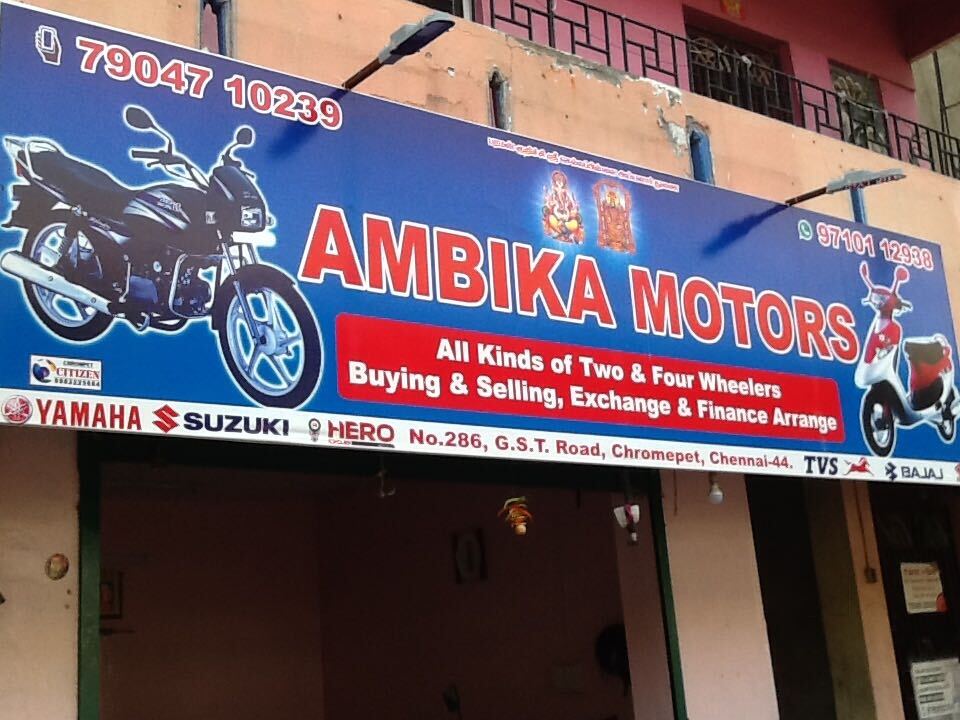 79047 10239
97101 12938
AMBIKA MOTORS
All Kinds of Two & Four Wheelers
Buying & Selling, Exchange & Finance Arrange
CITIZEN
YAMAHA SUZUKI HERO No.286, G.S.T. Road, Chromepet, Chennai-44. TVS BAJAJ